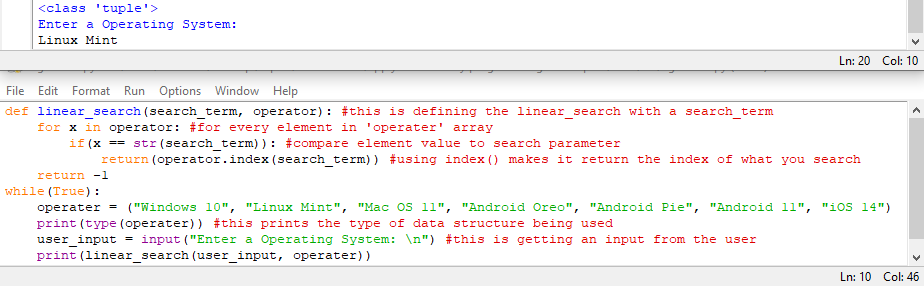 <class 'tuple'>
Enter a Operating System:
Linux Mint
Ln: 20 Col: 10
File Edit Format Run Options Window Help
def linear_search(search_term, operator): #this is defining the linear_search with a search_term
    for x in operator: #for every element in 'operater' array
        if(x == str(search_term)): #compare element value to search parameter
            return(operator.index(search_term)) #using index() makes it return the index of what you search
    return -1
while(True):
    operater = ("Windows 10", "Linux Mint", "Mac OS 11", "Android Oreo", "Android Pie", "Android 11", "iOS 14")
    print(type(operater)) #this prints the type of data structure being used
    user_input = input("Enter a Operating System: \n") #this is getting an input from the user
    print(linear_search(user_input, operater))
Ln: 10 Col: 46